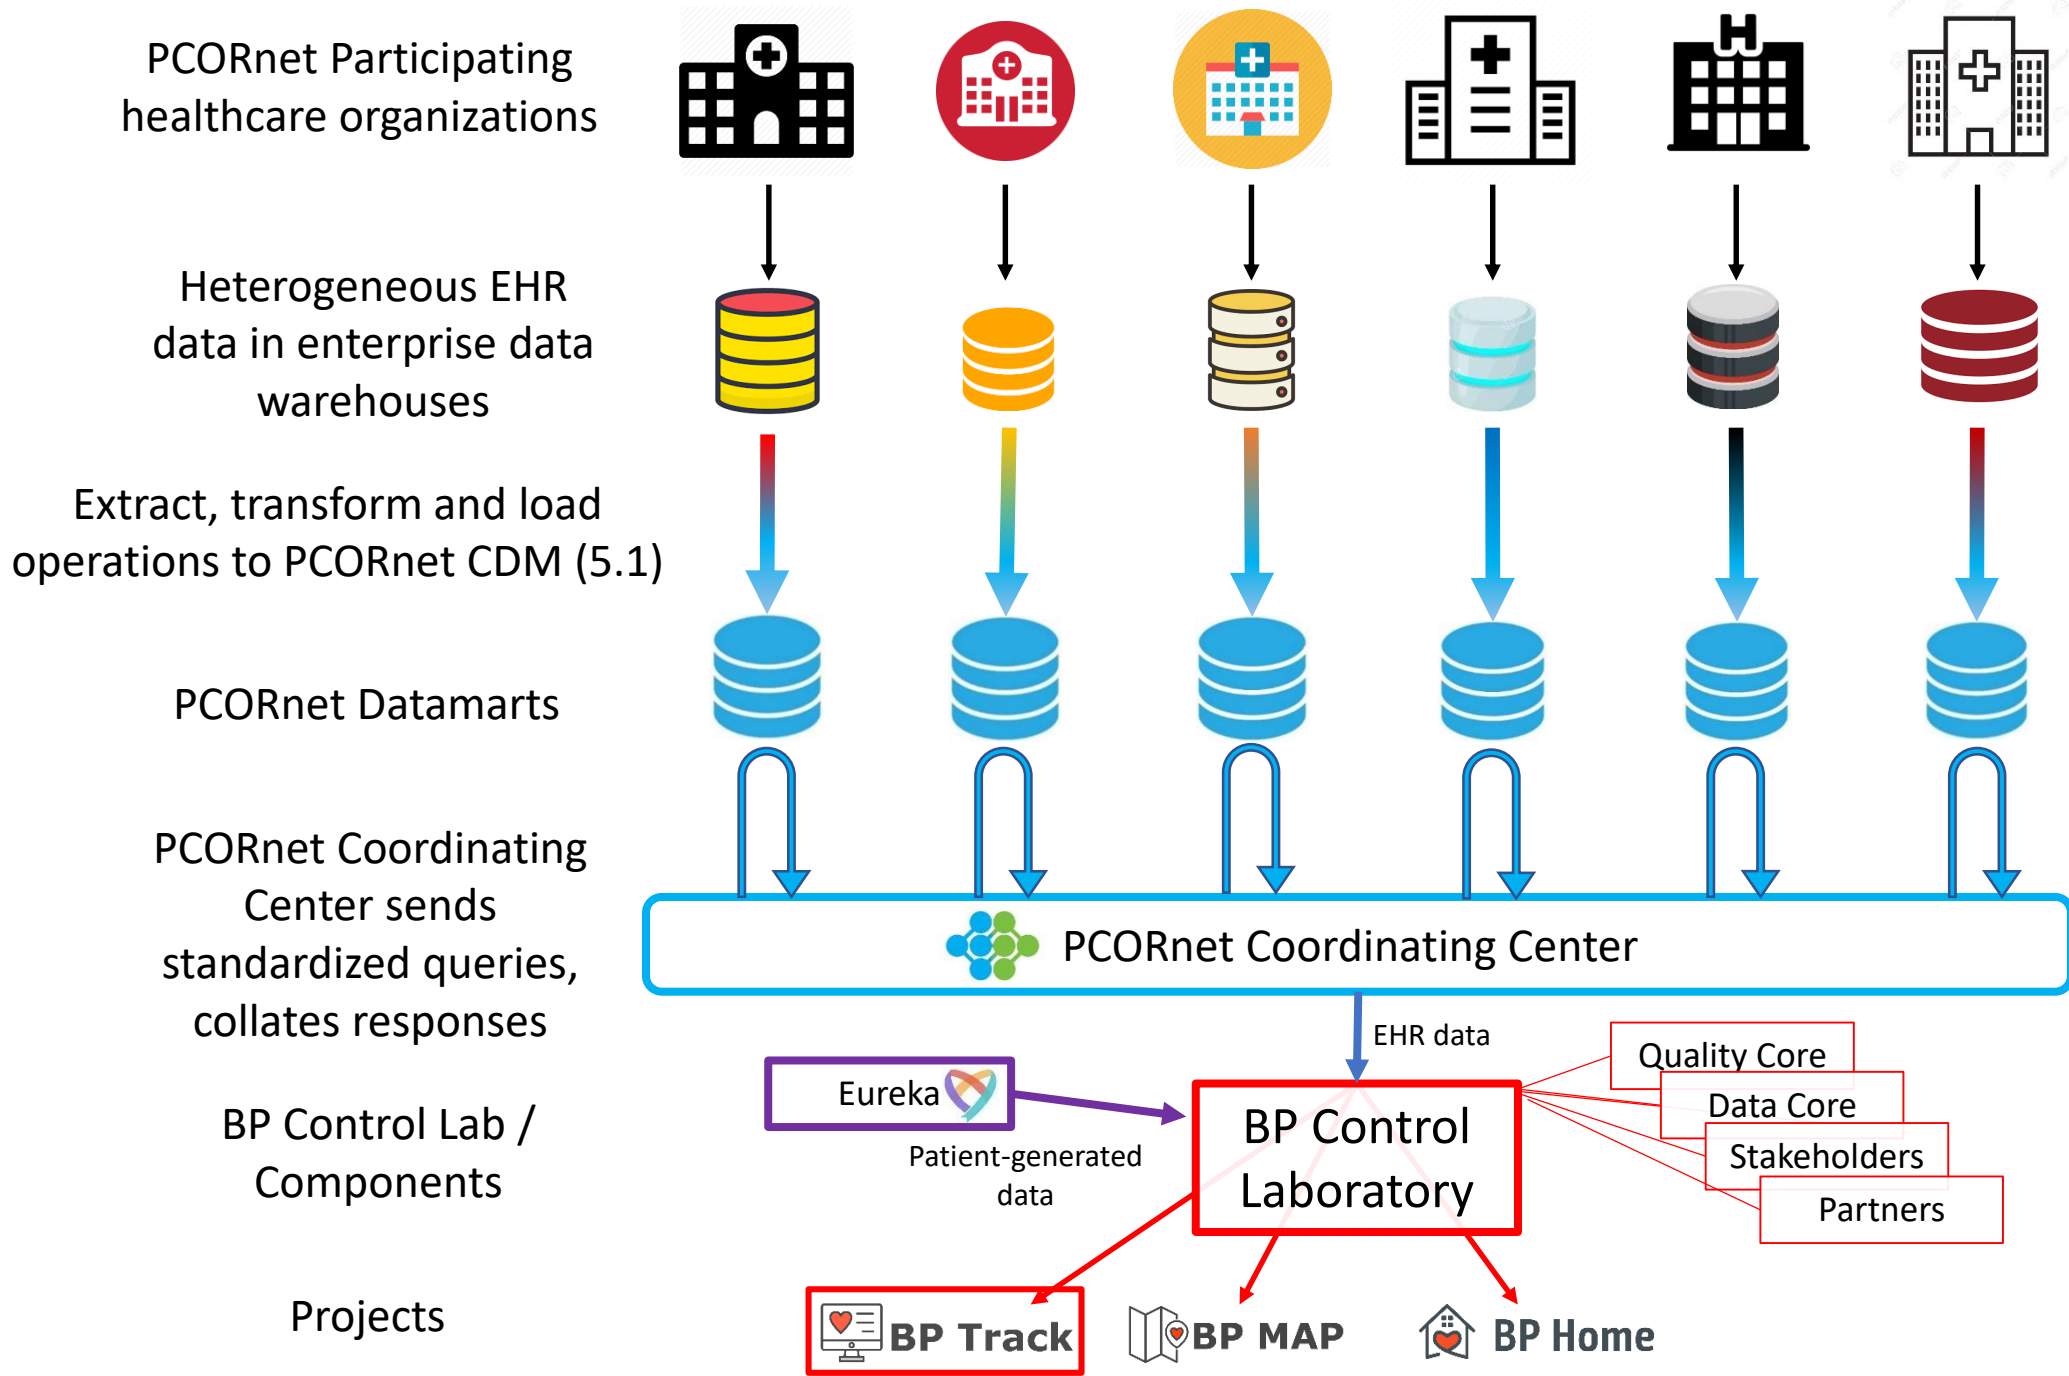 PCORnet Participating
healthcare organizations
H
Heterogeneous EHR
data in enterprise data
warehouses
Extract, transform and load
operations to PCORnet CDM (5.1)
PCORnet Datamarts
PCORnet Coordinating
Center sends
standardized queries,
collates responses
PCORnet Coordinating Center
EHR data
BP Control Lab /
Components
Eureka
Patient-generated
data
BP Control
Laboratory
Quality Core
Data Core
Stakeholders
Partners
Projects
BP Track
BP MAP
BP Home